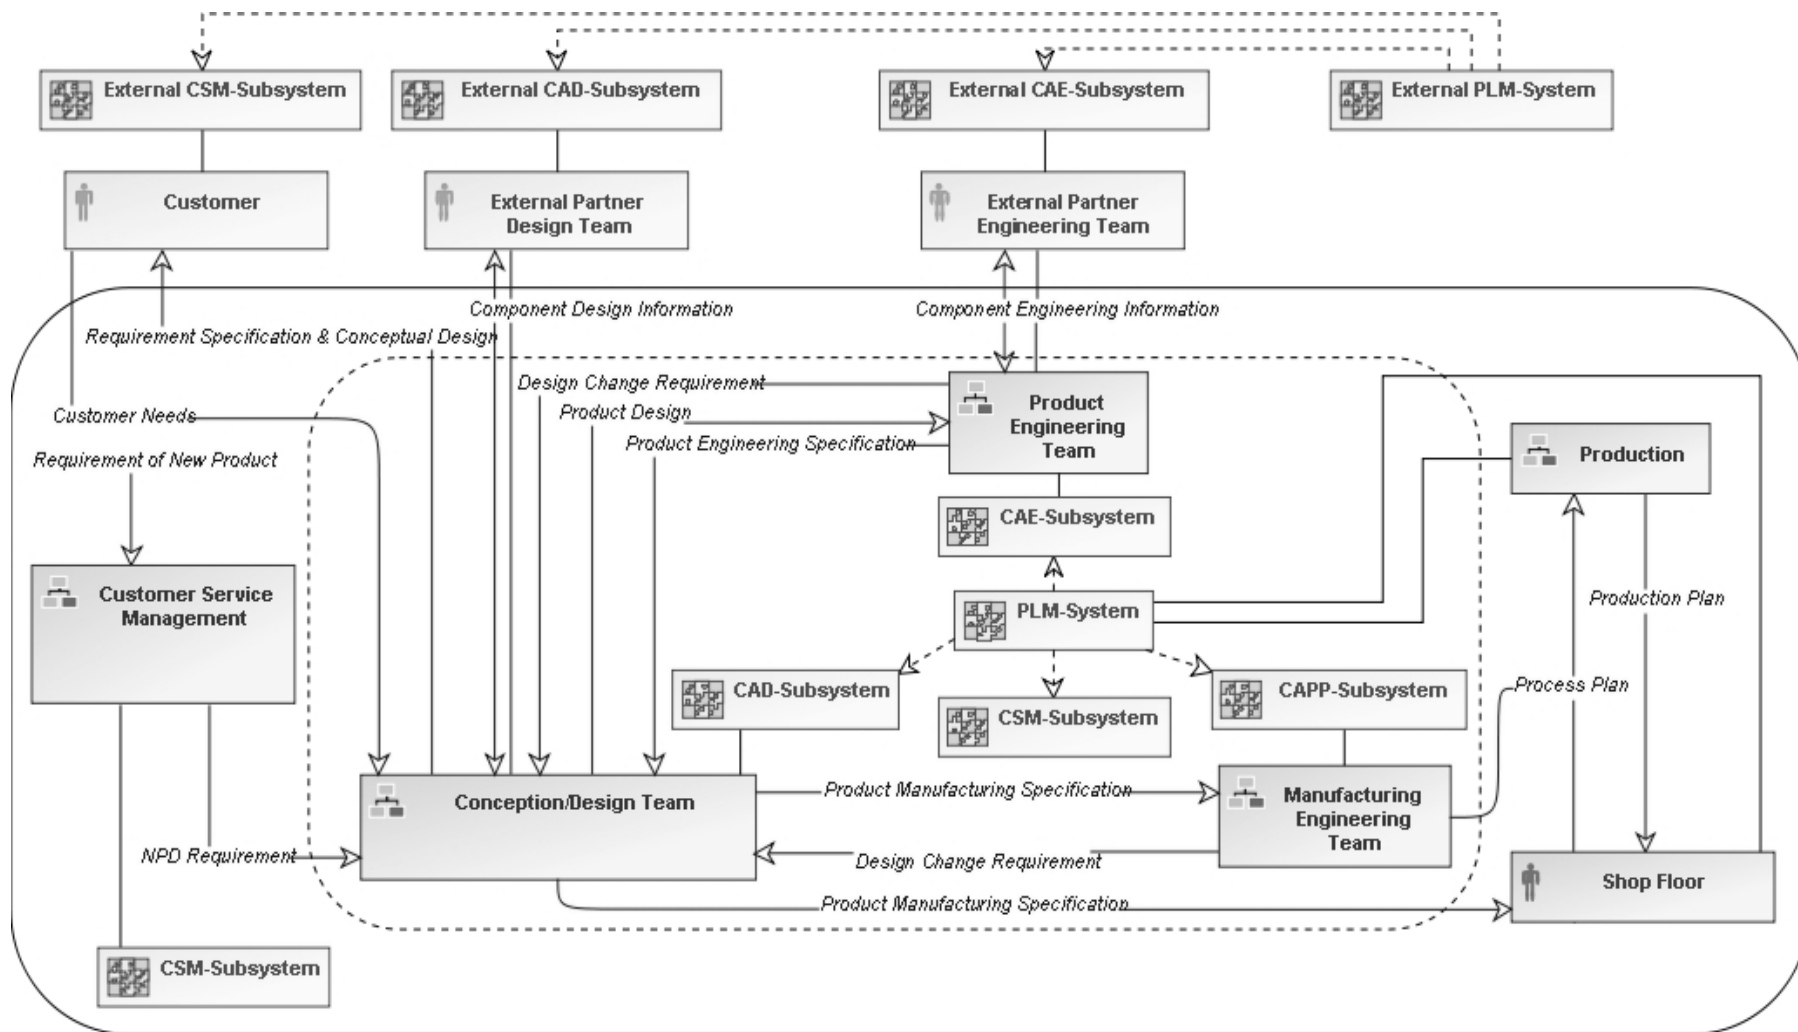 External CSM-Subsystem
External CAD-Subsystem
External CAE-Subsystem
External PLM-System
Customer
External Partner
Design Team
External Partner
Engineering Team
Component Design Information
Component Engineering Information
Requirement Specification & Conceptual Design
Design Change Requirement
Customer Needs
Product Design
Product Engineering Specification
Product
Engineering
Team
Requirement of New Product
Production
CAE-Subsystem
Customer Service
Management
PLM-System
Production Plan
CAD-Subsystem
CSM-Subsystem
CAPP-Subsystem
Process Plan
Conception/Design Team
Product Manufacturing Specification
Manufacturing
Engineering
Team
NPD Requirement
Design Change Requirement
Product Manufacturing Specification
Shop Floor
CSM-Subsystem